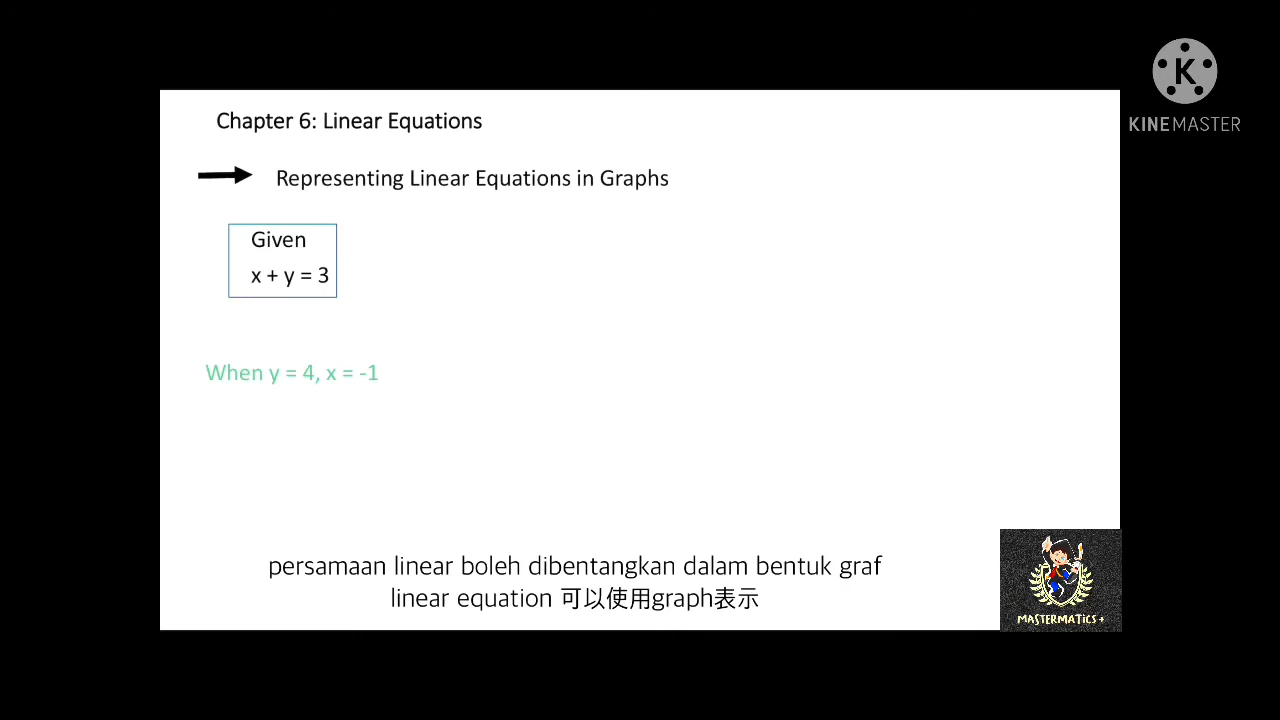 K
KINEMASTER
Chapter 6: Linear Equations
Representing Linear Equations in Graphs
Given
x + y = 3
When y = 4, x = -1
persamaan linear boleh dibentangkan dalam bentuk graf
linear equation 可以使用graph表示
MASTERMATICS +